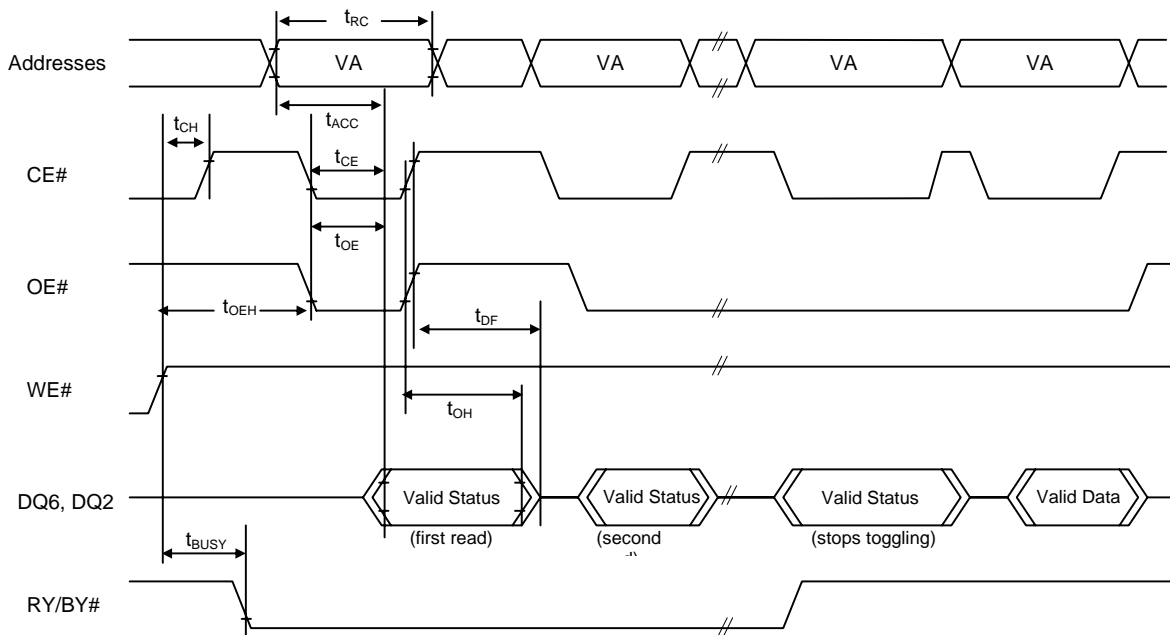 tRC
Addresses VA VA VA VA
tACC
tCH
tCE
CE#
tOE
OE#
tOEH
tDF
WE#
tOH
DQ6, DQ2 Valid Status Valid Status Valid Status Valid Data
(first read) (second (stops toggling)
tBUSY
RY/BY#